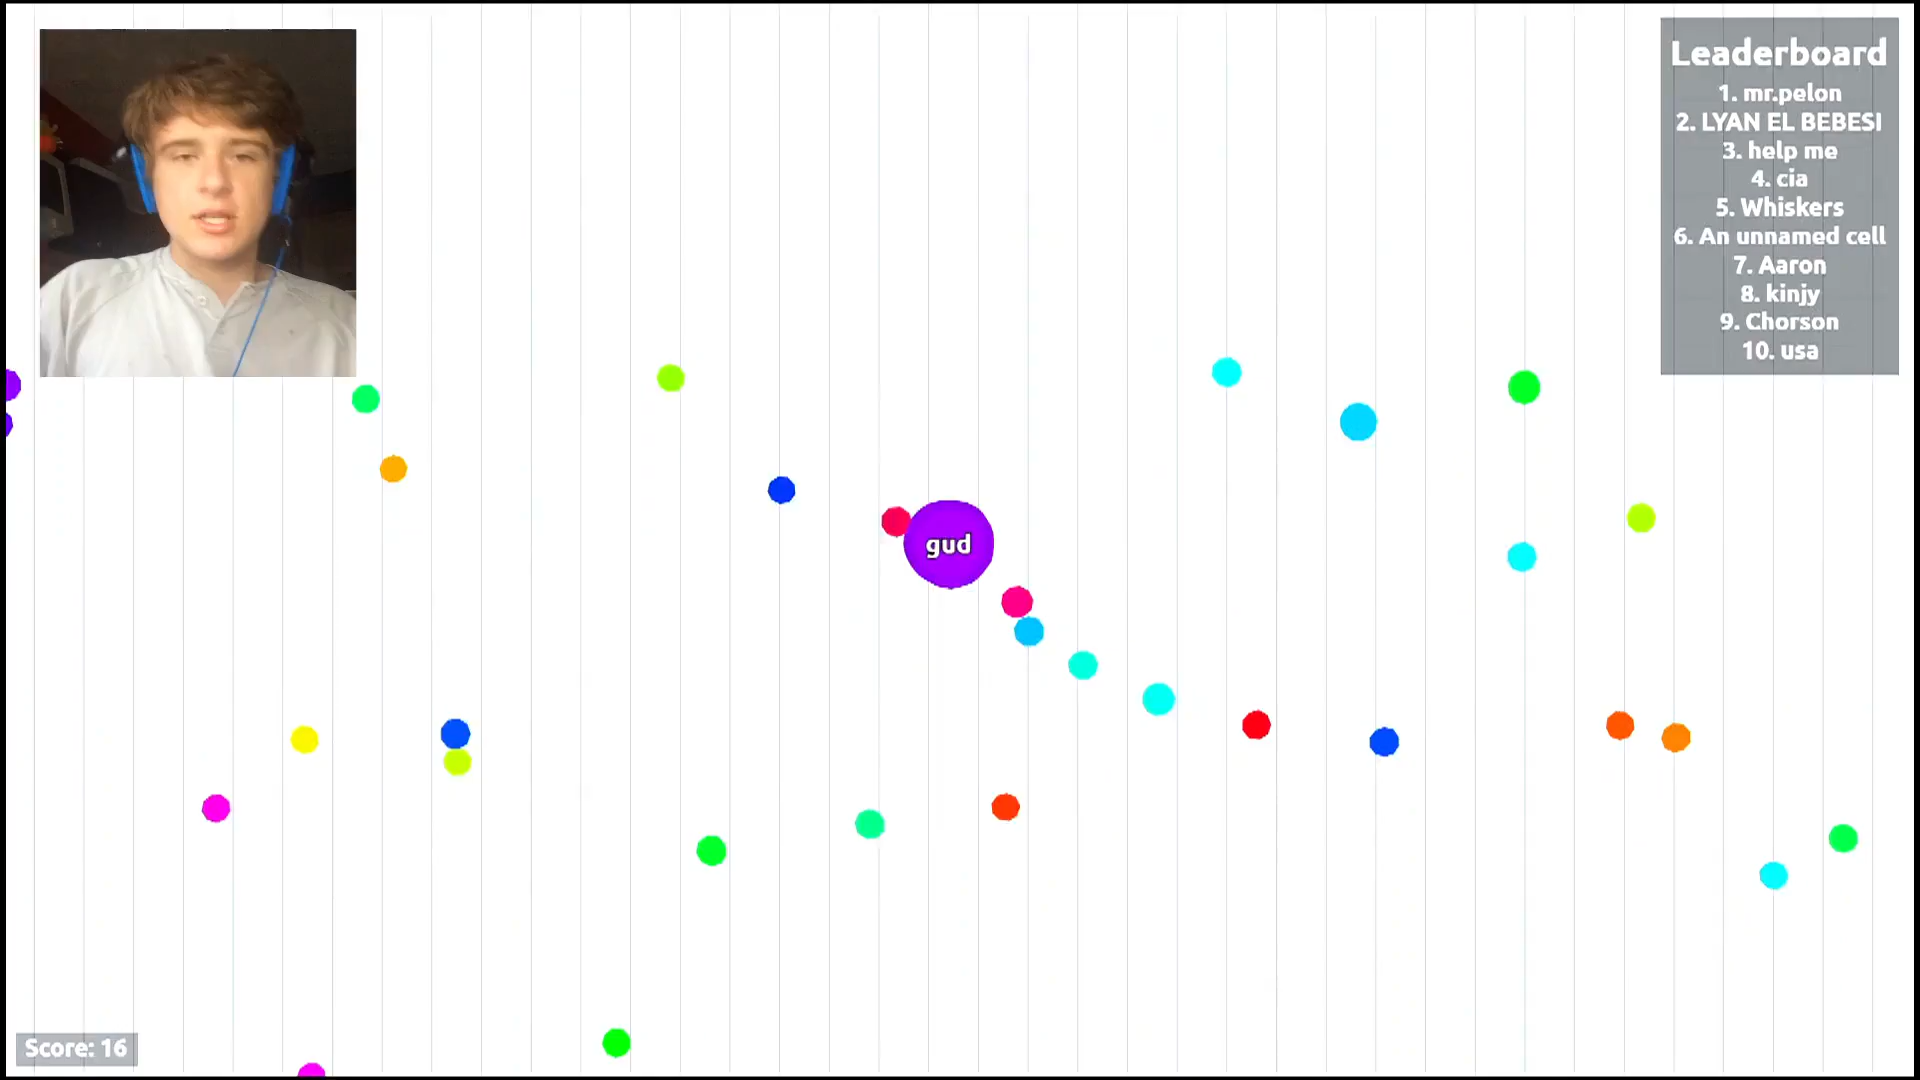 Leaderboard
1. mr.pelon
2. LYAN EL BEBESI
3. help me
4. cia
5. Whiskers
6. An unnamed cell
7. Aaron
8. kinjy
9. Chorson
10. usa
gud
Score: 16